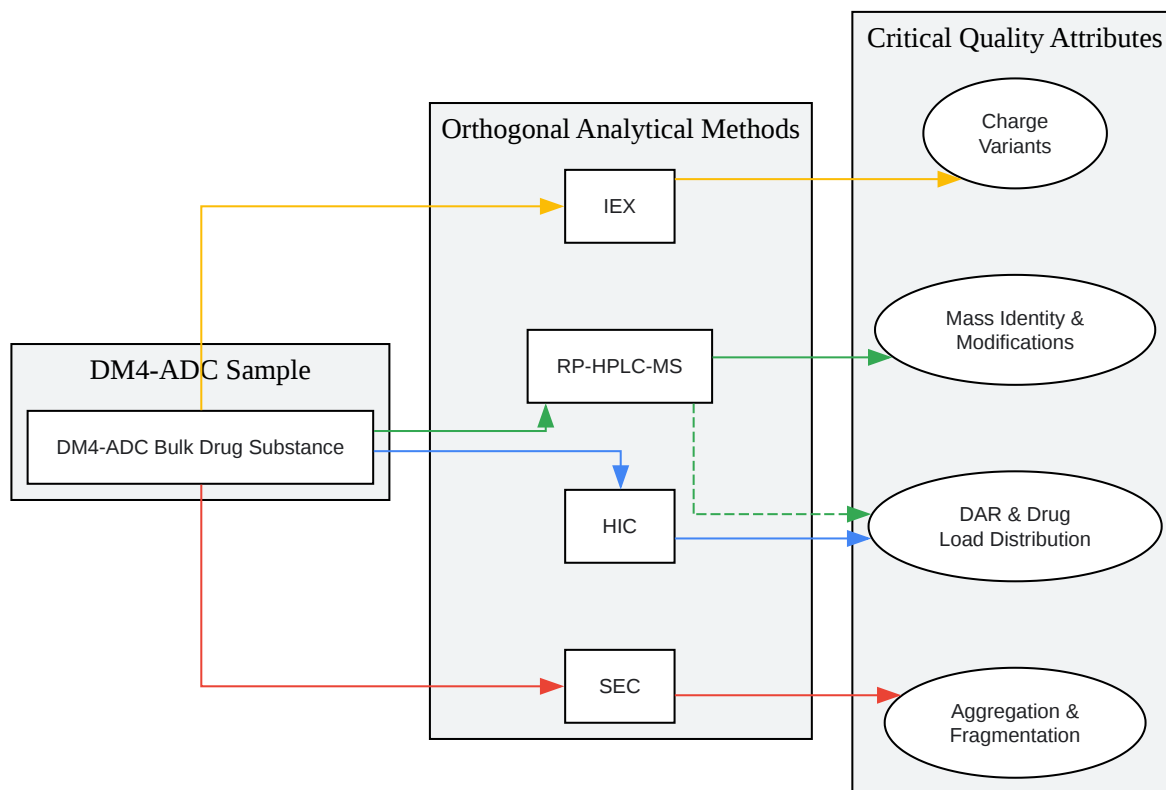 Critical Quality Attributes
Orthogonal Analytical Methods
DM4-ADC Sample
DM4-ADC Bulk Drug Substance
IEX
RP-HPLC-MS
HIC
SEC
Charge
Variants
Mass Identity &
Modifications
DAR & Drug
Load Distribution
Aggregation &
Fragmentation